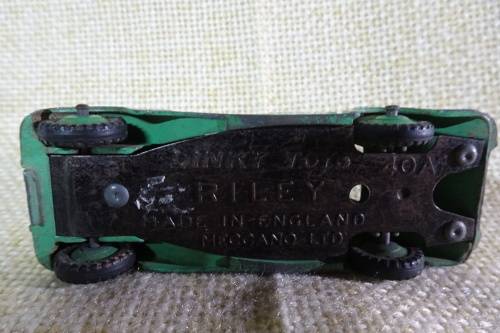 DINKY TOYS 40A
RILEY
MADE IN ENGLAND
MECCANO LTD